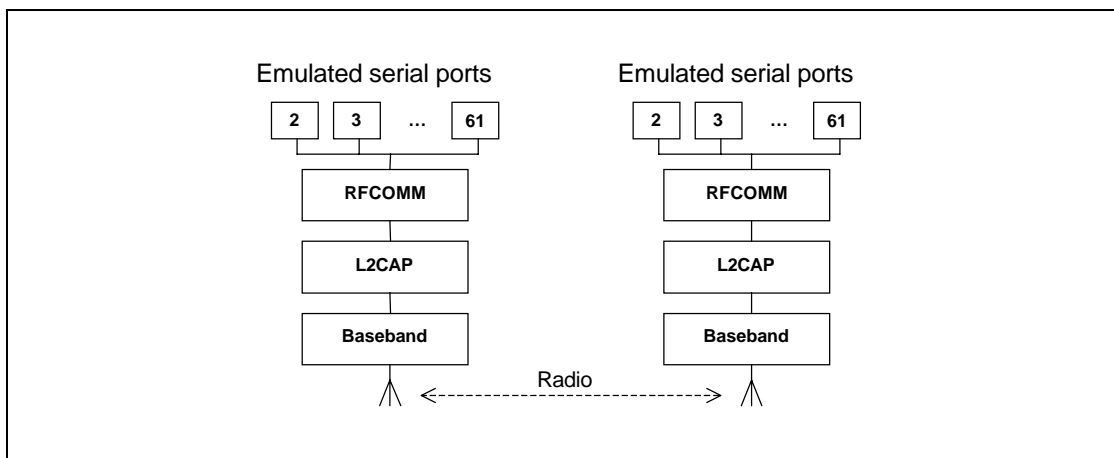 Emulated serial ports Emulated serial ports
2 3 … 61 2 3 … 61
RFCOMM RFCOMM
L2CAP L2CAP
Baseband Baseband
Radio